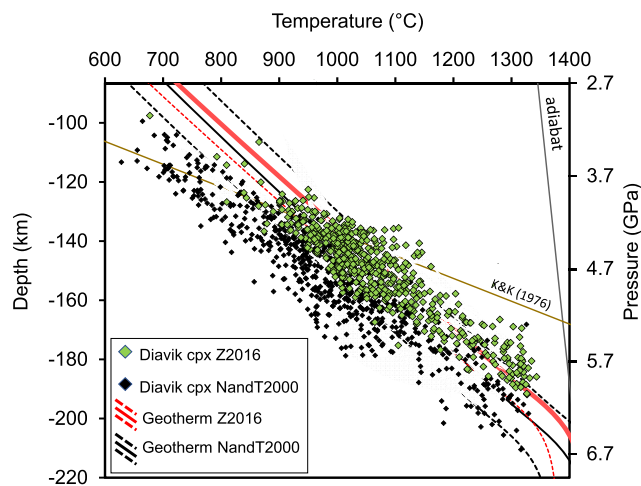 Temperature (°C)
600 700 800 900 1000 1100 1200 1300 1400
Depth (km)
-100
-120
-140
-160
-180
-200
-220
2.7
3.7
4.7
5.7
6.7
Pressure (GPa)
adiabat
K&K (1976)
Diavik cpx Z2016
Diavik cpx NandT2000
Geotherm Z2016
Geotherm NandT2000